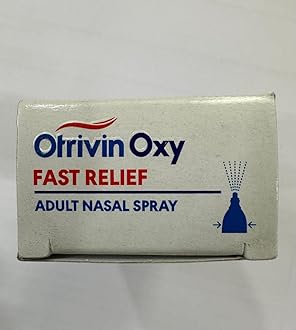 Otrivin Oxy
FAST RELIEF
ADULT NASAL SPRAY